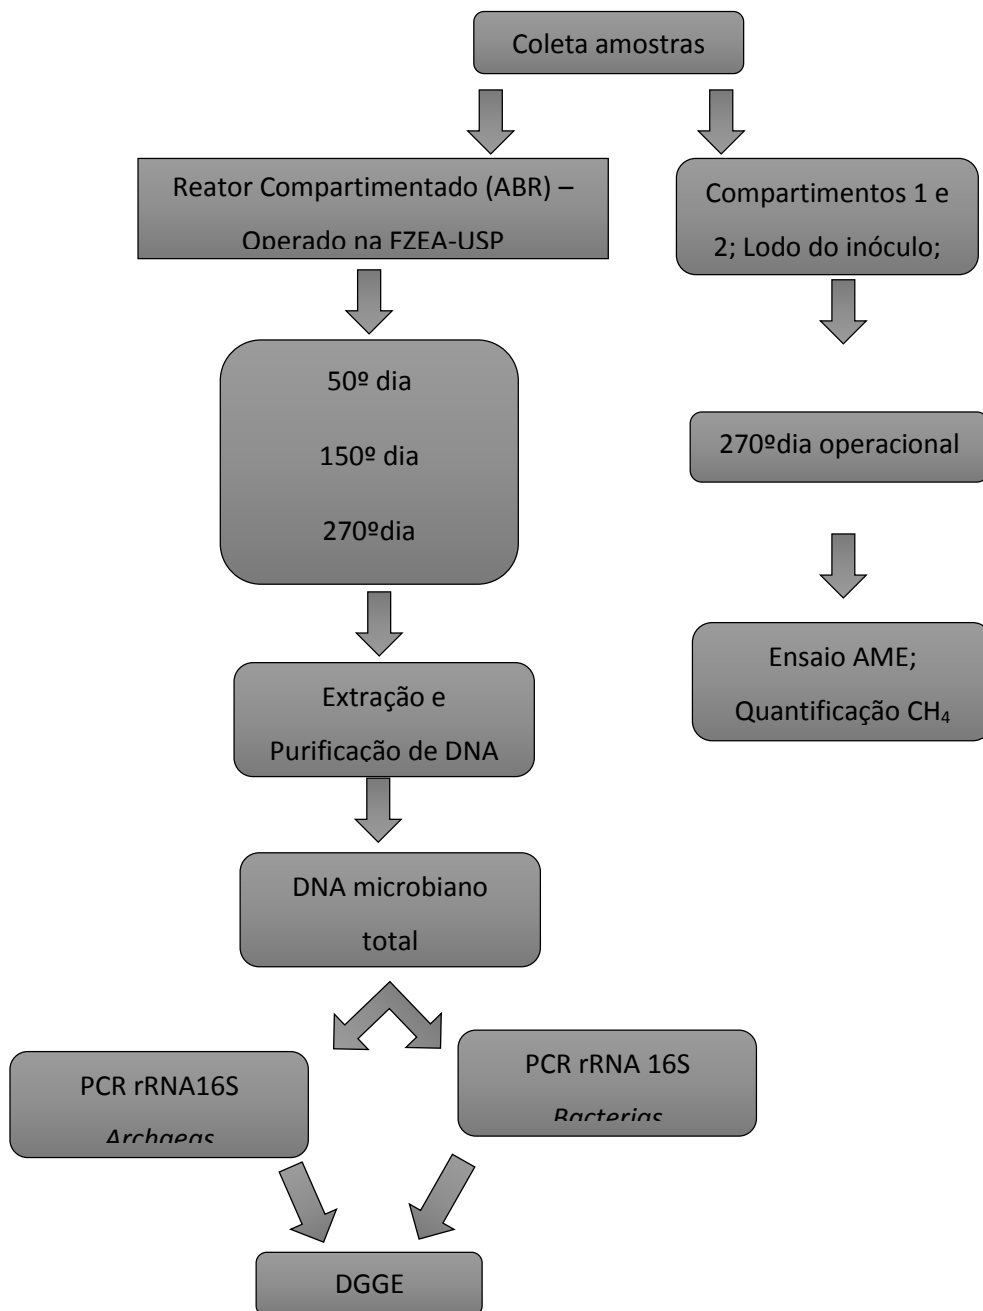 Coleta amostras
Reator Compartimentado (ABR) –
Operado na FZEA-USP
Compartimentos 1 e
2; Lodo do inóculo;
50º dia
150º dia
270ºdia
270ºdia operacional
Extração e
Purificação de DNA
Ensaio AME;
Quantificação CH₄
DNA microbiano
total
PCR rRNA16S
Archaeas
PCR rRNA 16S
Bacterias
DGGE